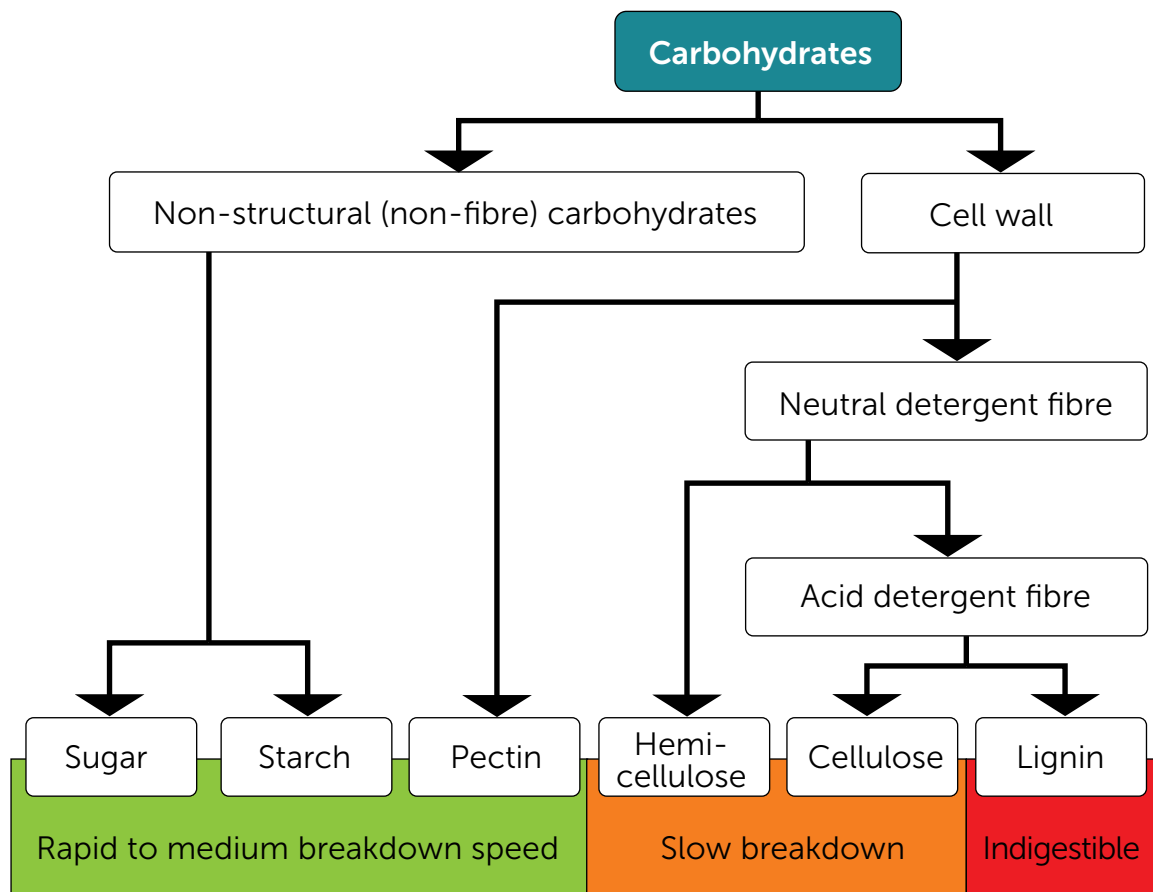 Carbohydrates
Non-structural (non-fibre) carbohydrates
Cell wall
Neutral detergent fibre
Acid detergent fibre
Sugar
Starch
Pectin
Hemi-
cellulose
Cellulose
Lignin
Rapid to medium breakdown speed
Slow breakdown
Indigestible